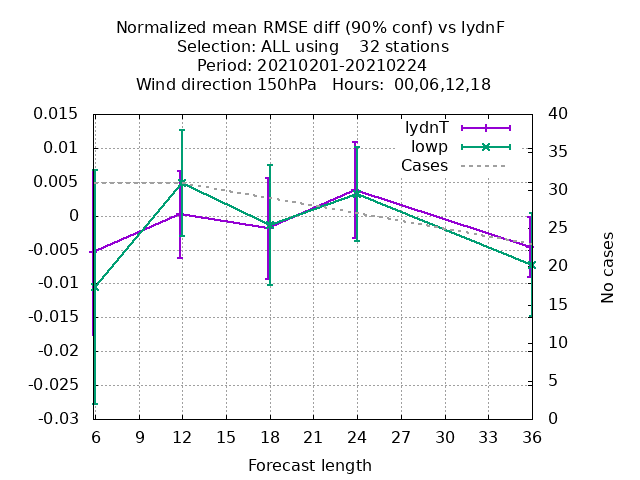 Normalized mean RMSE diff (90% conf) vs lydnF
Selection: ALL using    32 stations
Period: 20210201-20210224
Wind direction 150hPa   Hours:  00,06,12,18
0.015
0.01
0.005
0
-0.005
-0.01
-0.015
-0.02
-0.025
-0.03
40
35
30
25
20
15
10
5
0
No cases
lydnT
lowp
Cases
6 9 12 15 18 21 24 27 30 33 36
Forecast length